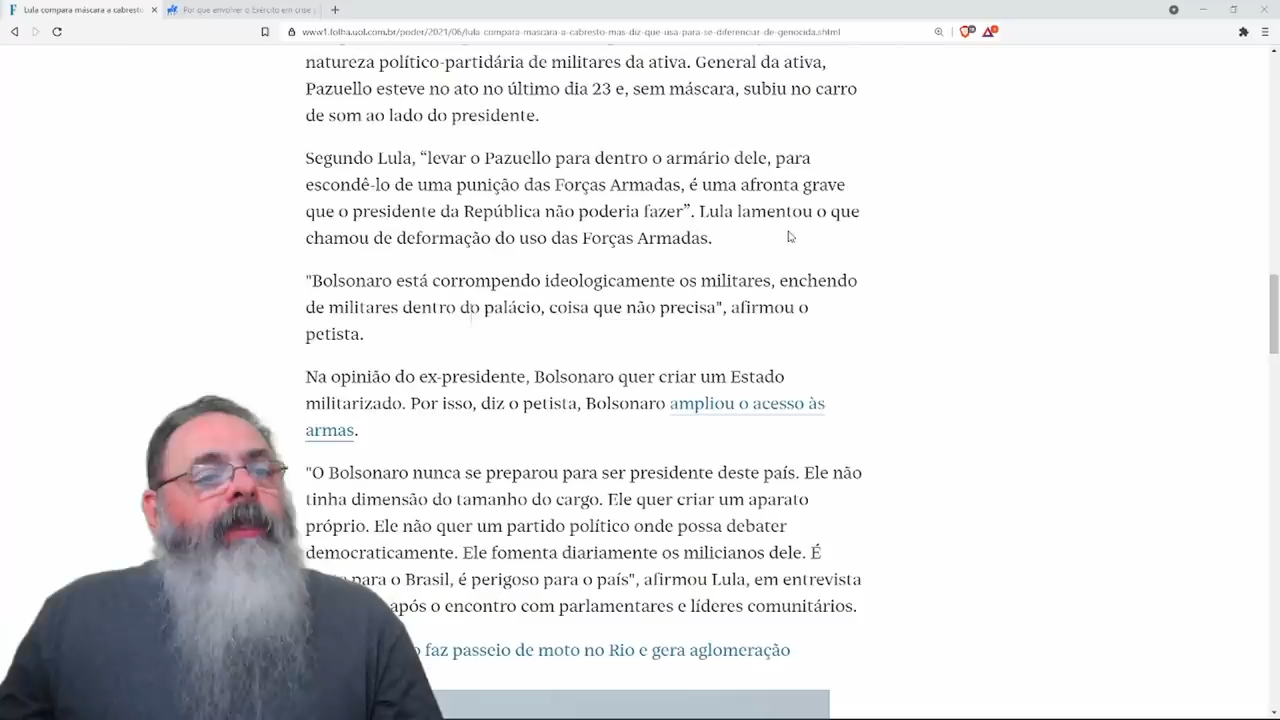 Lula compara máscara a cabresto
Por que envolver o Exército em crise
www1.folha.uol.com.br/poder/2021/06/lula-compara-mascara-a-cabresto-mas-diz-que-usa-para-se-diferenciar-de-genocida.shtml
natureza político-partidária de militares da ativa. General da ativa,
Pazuello esteve no ato no último dia 23 e, sem máscara, subiu no carro
de som ao lado do presidente.
Segundo Lula, “levar o Pazuello para dentro o armário dele, para
escondê-lo de uma punição das Forças Armadas, é uma afronta grave
que o presidente da República não poderia fazer”. Lula lamentou o que
chamou de deformação do uso das Forças Armadas.
"Bolsonaro está corrompendo ideologicamente os militares, enchendo
de militares dentro do palácio, coisa que não precisa", afirmou o
petista.
Na opinião do ex-presidente, Bolsonaro quer criar um Estado
militarizado. Por isso, diz o petista, Bolsonaro ampliou o acesso às
armas.
"O Bolsonaro nunca se preparou para ser presidente deste país. Ele não
tinha dimensão do tamanho do cargo. Ele quer criar um aparato
próprio. Ele não quer um partido político onde possa debater
democraticamente. Ele fomenta diariamente os milicianos dele. É
para o Brasil, é perigoso para o país", afirmou Lula, em entrevista
após o encontro com parlamentares e líderes comunitários.
faz passeio de moto no Rio e gera aglomeração